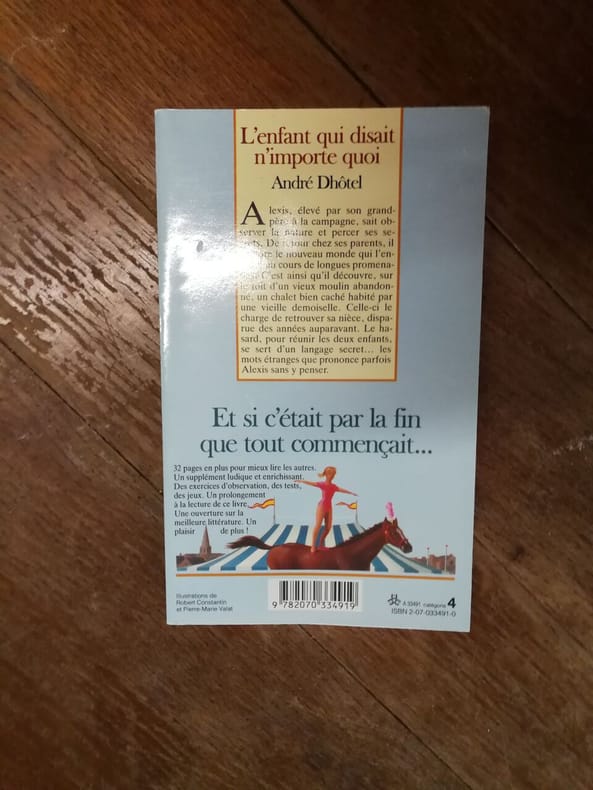 L'enfant qui disait
n'importe quoi
André Dhôtel
Alexis, élevé par son grand-
père à la campagne, sait ob-
server la nature et percer ses se-
crets. De retour chez ses parents, il
le nouveau monde qui l'en-
au cours de longues promena-
C'est ainsi qu'il découvre, sur
le toit d'un vieux moulin abandon-
né, un chalet bien caché habité par
une vieille demoiselle. Celle-ci le
charge de retrouver sa nièce, dispa-
rue des années auparavant. Le ha-
sard, pour réunir les deux enfants,
se sert d'un langage secret... les
mots étranges que prononce parfois
Alexis sans y penser.
Et si c'était par la fin
que tout commençait...
32 pages en plus pour mieux lire les autres.
Un supplément ludique et enrichissant.
Des exercices d'observation, des tests,
des jeux. Un prolongement
à la lecture de ce livre.
Une ouverture sur la
meilleure littérature. Un
plaisir de plus !
Illustrations de
Robert Constantin
et Pierre-Marie Valat
9 782070 334919
A 33491 catégorie 4
ISBN 2-07-033491-0